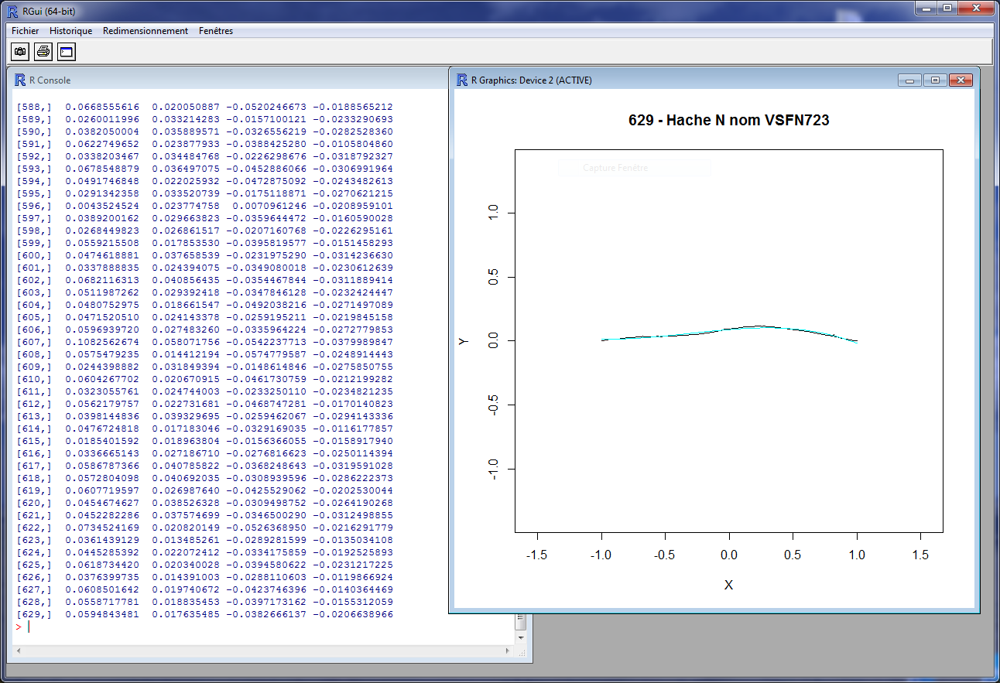 RGui (64-bit)
Fichier Historique Redimensionnement Fenêtres
R Console
[588,] 0.0668555616 0.020050887 -0.0520246673 -0.0188565212
[589,] 0.0260011996 0.033214283 -0.0157100121 -0.0233290693
[590,] 0.0382050004 0.035889571 -0.0326556219 -0.0282528360
[591,] 0.0622749652 0.023877933 -0.0388425280 -0.0105804860
[592,] 0.0338203467 0.034484768 -0.0226298676 -0.0318792327
[593,] 0.0678548879 0.036497075 -0.0452886066 -0.0306991964
[594,] 0.0491746848 0.022025932 -0.0472875092 -0.0243482613
[595,] 0.0291342358 0.033520739 -0.0175118871 -0.0270621215
[596,] 0.0043524524 0.023774758 0.0070961246 -0.0208959101
[597,] 0.0389200162 0.029663823 -0.0359644472 -0.0160590028
[598,] 0.0268449823 0.026861517 -0.0207160768 -0.0226295161
[599,] 0.0559215508 0.017853530 -0.0395819577 -0.0151458293
[600,] 0.0474618881 0.037658539 -0.0231975290 -0.0314236630
[601,] 0.0337888835 0.024394075 -0.0349080018 -0.0230612639
[602,] 0.0682116313 0.040856435 -0.0354467844 -0.0311889414
[603,] 0.0511987262 0.029392418 -0.0347846128 -0.0232424447
[604,] 0.0480752975 0.018661547 -0.0492038216 -0.0271497089
[605,] 0.0471520510 0.024143378 -0.0259195211 -0.0219845158
[606,] 0.0596939720 0.027483260 -0.0335964224 -0.0272779853
[607,] 0.1082562674 0.058071756 -0.0542237713 -0.0379989847
[608,] 0.0575479235 0.014412194 -0.0574779587 -0.0248914443
[609,] 0.0244398882 0.031849394 -0.0148614846 -0.0275850755
[610,] 0.0604267702 0.020670915 -0.0461730759 -0.0212199282
[611,] 0.0323055761 0.024744003 -0.0233250110 -0.0234821235
[612,] 0.0562179757 0.022731681 -0.0468747281 -0.0170140823
[613,] 0.0398144836 0.039329695 -0.0259462067 -0.0294143336
[614,] 0.0476724818 0.017183046 -0.0329169035 -0.0116177857
[615,] 0.0185401592 0.018963804 -0.0156366055 -0.0158917940
[616,] 0.0336665143 0.027186710 -0.0276816623 -0.0250114394
[617,] 0.0586787366 0.040785822 -0.0368248643 -0.0319591028
[618,] 0.0572804098 0.040692035 -0.0308939596 -0.0286222373
[619,] 0.0607719597 0.026987640 -0.0425529062 -0.0202530044
[620,] 0.0454674627 0.038526328 -0.0309498752 -0.0264190268
[621,] 0.0452282286 0.037574699 -0.0346500290 -0.0312498855
[622,] 0.0734524169 0.020820149 -0.0526368950 -0.0216291779
[623,] 0.0361439129 0.013485261 -0.0289281599 -0.0135034108
[624,] 0.0445285392 0.022072412 -0.0334175859 -0.0192525893
[625,] 0.0618734420 0.020340028 -0.0394580622 -0.0231217225
[626,] 0.0376399735 0.014391003 -0.0288110603 -0.0119866924
[627,] 0.0608501642 0.019740672 -0.0423746396 -0.0140364469
[628,] 0.0558717781 0.018835453 -0.0397173162 -0.0155312059
[629,] 0.0594843481 0.017635485 -0.0382666137 -0.0206638966
>
R Graphics: Device 2 (ACTIVE)
629 - Hache N nom VSFN723
Capture Fenêtre
1.0
0.5
0.0
-0.5
-1.0
Y
-1.5 -1.0 -0.5 0.0 0.5 1.0 1.5
X